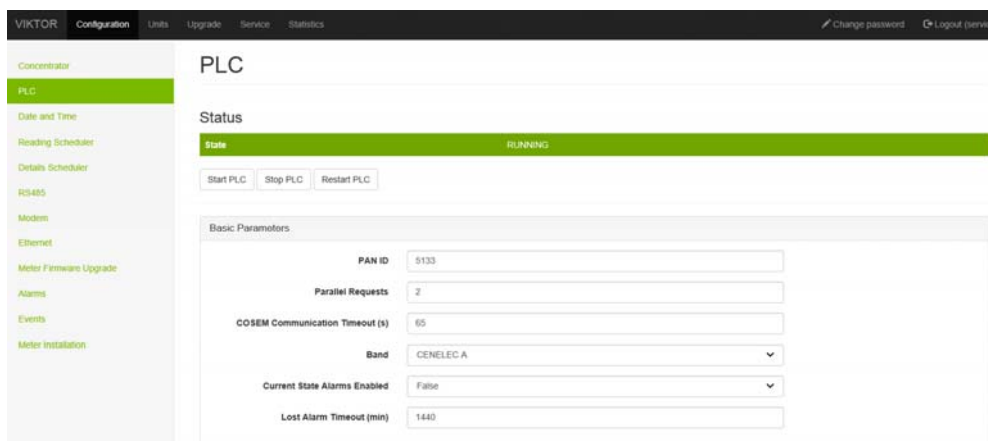 VIKTOR Configuration Units Upgrade Service Statistics Change password Logout
Concentrator
PLC
Date and Time
Reading Scheduler
Details Scheduler
RS485
Modem
Ethernet
Meter Firmware Upgrade
Alarms
Events
Meter Installation
PLC
Status
State RUNNING
Start PLC Stop PLC Restart PLC
Basic Parameters
PAN ID 5133
Parallel Requests 2
COSEM Communication Timeout (s) 65
Band CENELEC A
Current State Alarms Enabled False
Lost Alarm Timeout (min) 1440